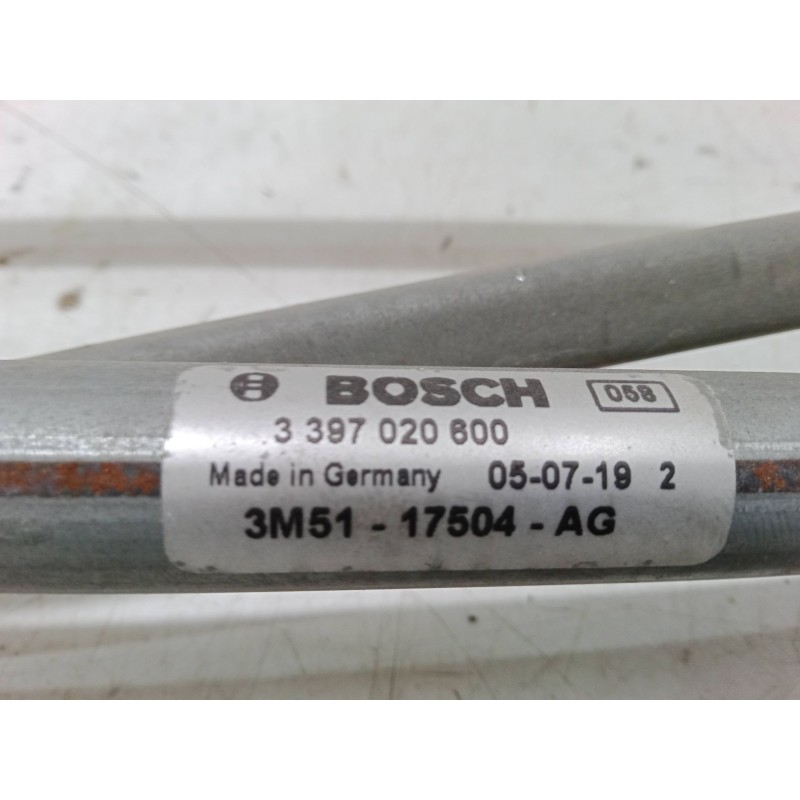 BOSCH 058
3 397 020 600
Made in Germany 05-07-19 2
3M51 - 17504 - AG